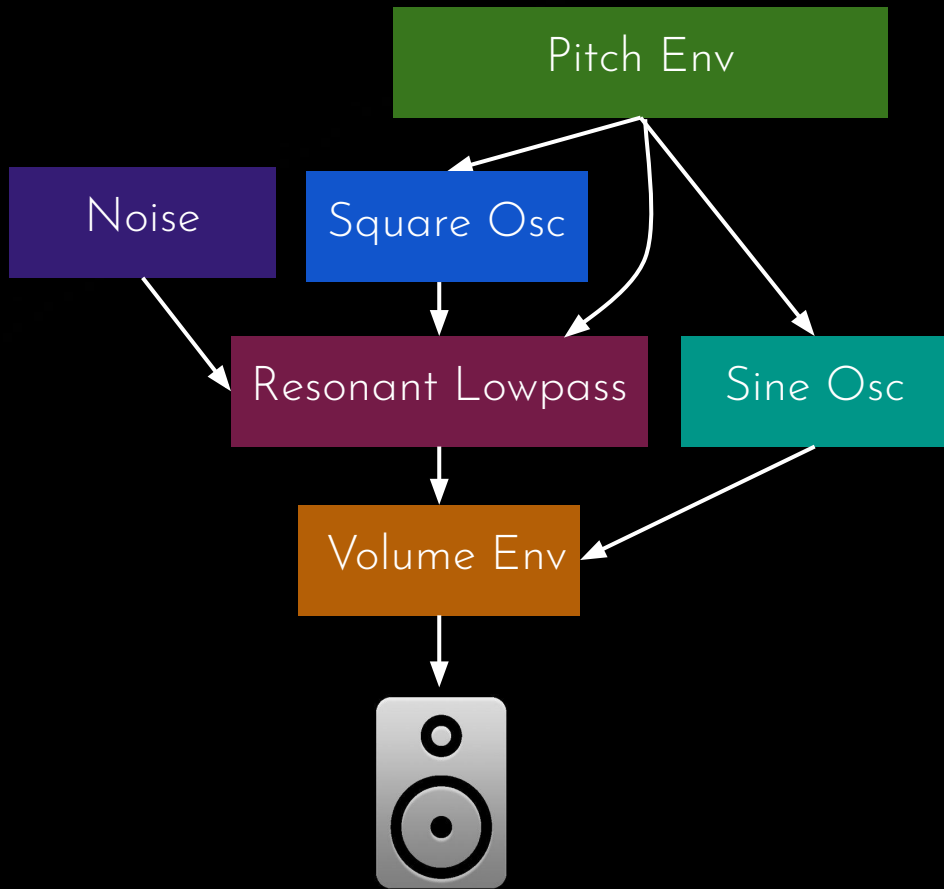 Pitch Env
Noise
Square Osc
Resonant Lowpass
Sine Osc
Volume Env